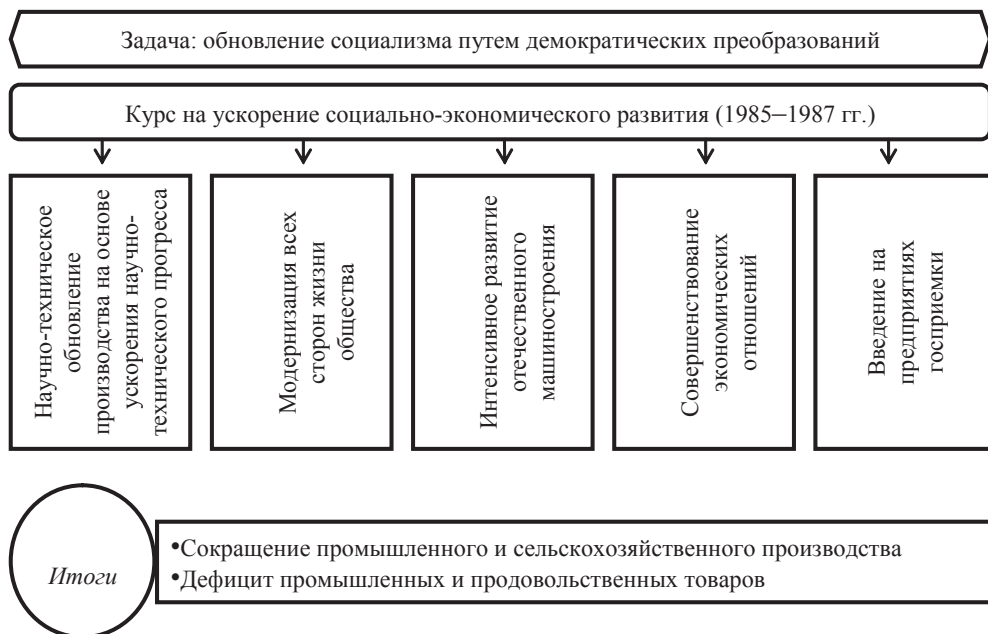 Задача: обновление социализма путем демократических преобразований
Курс на ускорение социально-экономического развития (1985–1987 гг.)
Научно-техническое
обновление
производства на основе
ускорения научно-
технического прогресса
Модернизация всех
сторон жизни
общества
Интенсивное развитие
отечественного
машиностроения
Совершенствование
экономических
отношений
Введение на
предприятиях
госприемки
Итоги
•Сокращение промышленного и сельскохозяйственного производства
•Дефицит промышленных и продовольственных товаров